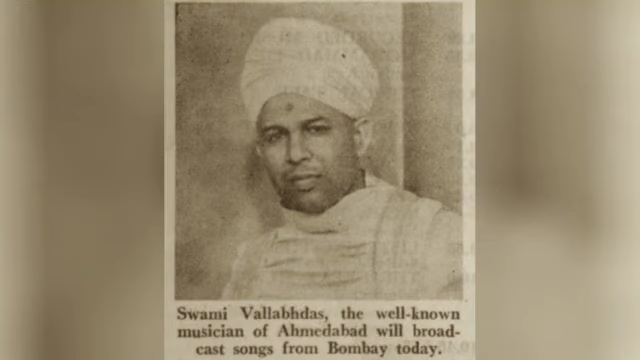 Swami Vallabhdas, the well-known
musician of Ahmedabad will broad-
cast songs from Bombay today.